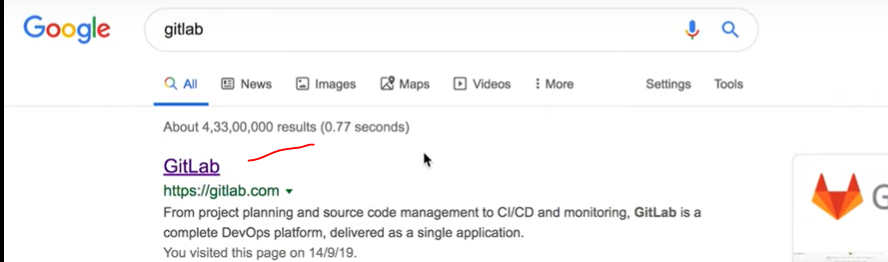 Google
gitlab
All News Images Maps Videos More Settings Tools
About 4,33,00,000 results (0.77 seconds)
GitLab
https://gitlab.com
From project planning and source code management to CI/CD and monitoring, GitLab is a
complete DevOps platform, delivered as a single application.
You visited this page on 14/9/19.